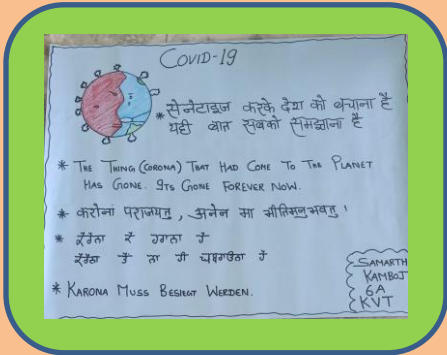 COVID-19
* सेनेटाइज करके देश को बचाना है
यही बात सबको समझाना है
* THE THING (CORONA) THAT HAD COME TO THE PLANET
HAS GONE. ITS GONE FOREVER NOW.
* करोनां पराजयतु, अनेन मा भीतिमनुभवतु।
* ਕੋਰੋਨਾ ਨੂੰ ਹਰਾਨਾ ਹੈ
* KARONA MUSS BESIEGT WERDEN.
SAMARTH
KAMBOJ
6A
KVT